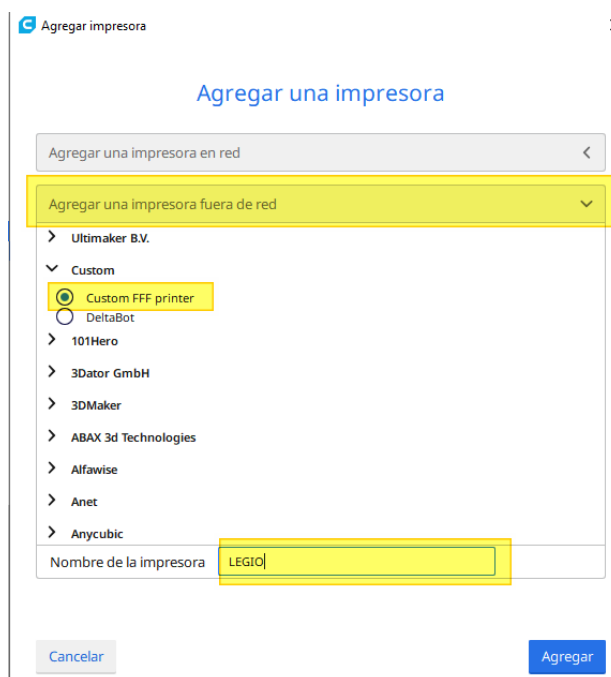 Agregar impresora
Agregar una impresora
Agregar una impresora en red
Agregar una impresora fuera de red
Ultimaker B.V.
Custom
Custom FFF printer
DeltaBot
101Hero
3Dator GmbH
3DMaker
ABAX 3d Technologies
Alfawise
Anet
Anycubic
Nombre de la impresora LEGIO
Cancelar Agregar